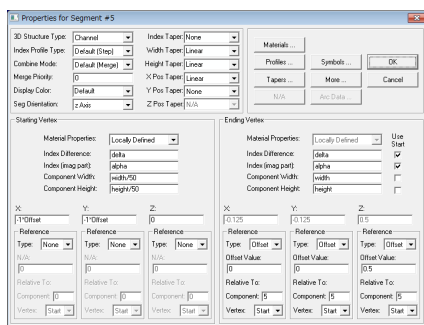 Properties for Segment #5
3D Structure Type: Channel
Index Taper: None
Index Profile Type: Default (Step)
Width Taper: Linear
Combine Mode: Default (Merge)
Height Taper: Linear
Merge Priority: 0
X Pos Taper: Linear
Display Color: Default
Y Pos Taper: None
Seg Orientation: z Axis
Z Pos Taper: N/A
Materials ...
Profiles ... Symbols ... OK
Tapers ... More ... Cancel
N/A Arc Data ...
Starting Vertex
Material Properties: Locally Defined
Index Difference: delta
Index (imag part): alpha
Component Width: width/50
Component Height: height/50
X: Y: Z:
-1*Offset -1*Offset 0
Reference Reference Reference
Type: None Type: None Type: None
N/A: N/A: N/A:
0 0 0
Relative To: Relative To: Relative To:
Component: 0 Component: 0 Component: 0
Vertex: Start Vertex: Start Vertex: Start
Ending Vertex
Material Properties: Locally Defined Use Start
Index Difference: delta
Index (imag part): alpha
Component Width: width
Component Height: height
X: Y: Z:
-0.125 -0.125 0.5
Reference Reference Reference
Type: Offset Type: Offset Type: Offset
Offset Value: Offset Value: Offset Value:
0 0 0.5
Relative To: Relative To: Relative To:
Component: 5 Component: 5 Component: 5
Vertex: Start Vertex: Start Vertex: Start